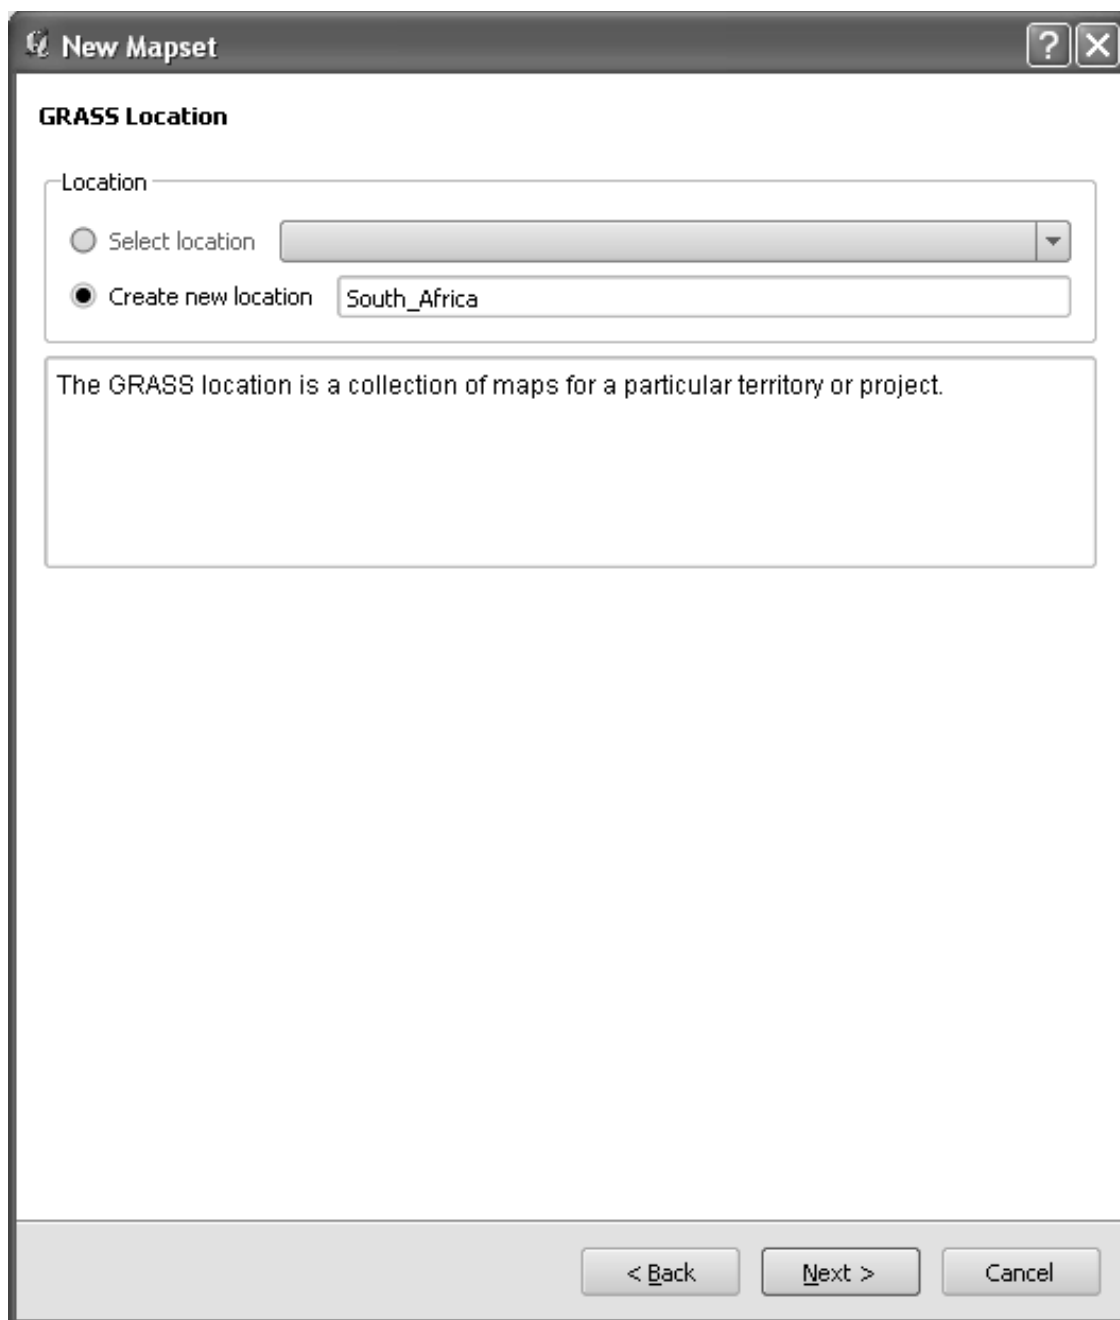 New Mapset
GRASS Location
Location
Select location
Create new location South_Africa
The GRASS location is a collection of maps for a particular territory or project.
< Back Next > Cancel